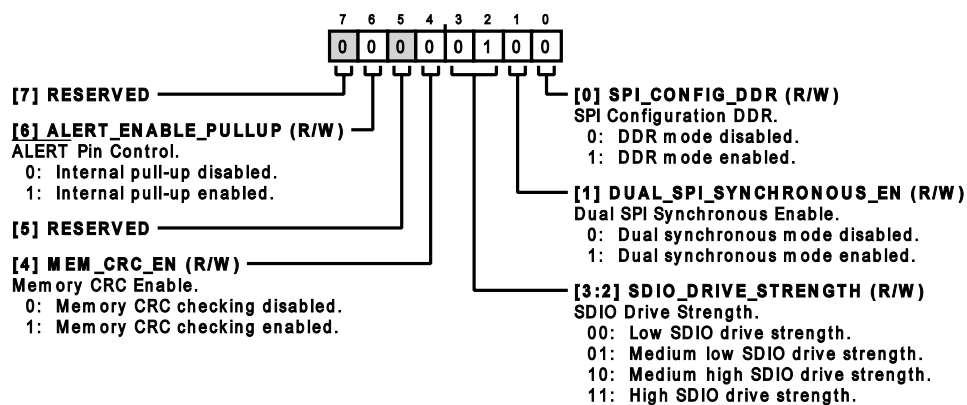 7 6 5 4 3 2 1 0
0 0 0 0 0 1 0 0
[7] RESERVED
[6] ALERT_ENABLE_PULLUP (R/W)
ALERT Pin Control.
0: Internal pull-up disabled.
1: Internal pull-up enabled.
[5] RESERVED
[4] MEM_CRC_EN (R/W)
Memory CRC Enable.
0: Memory CRC checking disabled.
1: Memory CRC checking enabled.
[0] SPI_CONFIG_DDR (R/W)
SPI Configuration DDR.
0: DDR mode disabled.
1: DDR mode enabled.
[1] DUAL_SPI_SYNCHRONOUS_EN (R/W)
Dual SPI Synchronous Enable.
0: Dual synchronous mode disabled.
1: Dual synchronous mode enabled.
[3:2] SDIO_DRIVE_STRENGTH (R/W)
SDIO Drive Strength.
00: Low SDIO drive strength.
01: Medium low SDIO drive strength.
10: Medium high SDIO drive strength.
11: High SDIO drive strength.